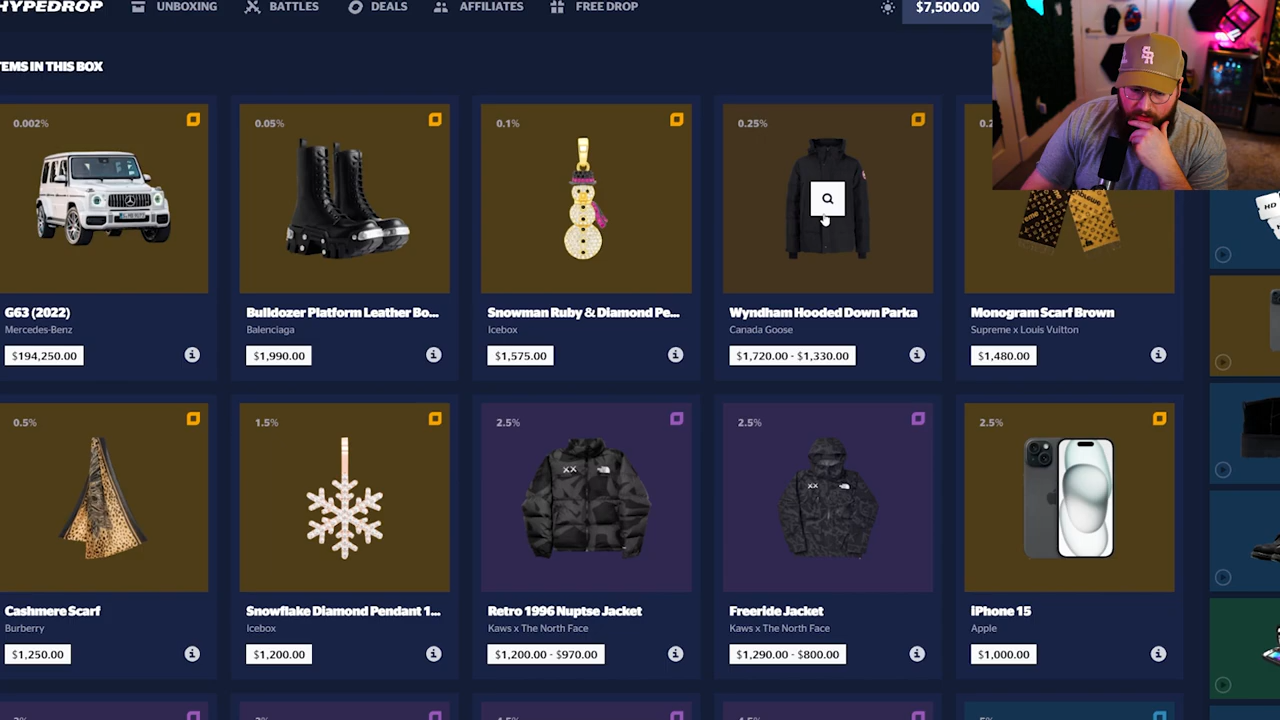 HYPEDROP
UNBOXING
BATTLES
DEALS
AFFILIATES
FREE DROP
$7,500.00
TEMS IN THIS BOX
0.002%
0.05%
0.1%
0.25%
0.2
SR
HD
G63 (2022)
Mercedes-Benz
$194,250.00
Bulldozer Platform Leather Bo...
Balenciaga
$1,990.00
Snowman Ruby & Diamond Pe...
Icebox
$1,575.00
Wyndham Hooded Down Parka
Canada Goose
$1,720.00 - $1,330.00
Monogram Scarf Brown
Supreme x Louis Vuitton
$1,480.00
0.5%
1.5%
2.5%
2.5%
2.5%
Cashmere Scarf
Burberry
$1,250.00
Snowflake Diamond Pendant 1...
Icebox
$1,200.00
Retro 1996 Nuptse Jacket
Kaws x The North Face
$1,200.00 - $970.00
Freeride Jacket
Kaws x The North Face
$1,290.00 - $800.00
iPhone 15
Apple
$1,000.00